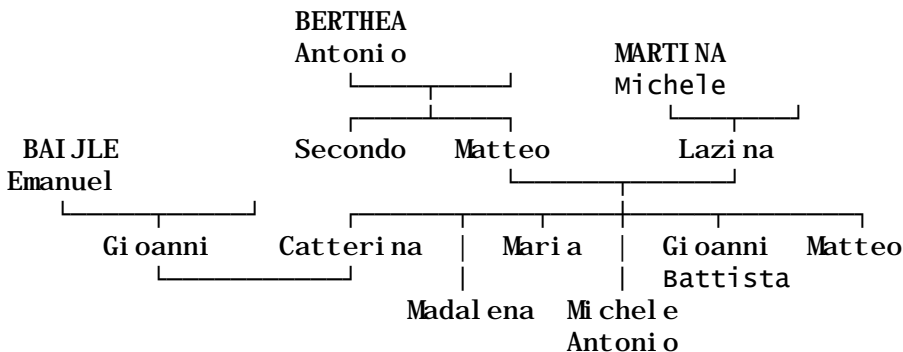 BERTHEA
Antonio MARTINA
Michele
Secondo Matteo Lazina
BAIJLE
Emanuel
Gioanni Catterina Maria Gioanni Matteo
Battista
Madalena Michele
Antonio